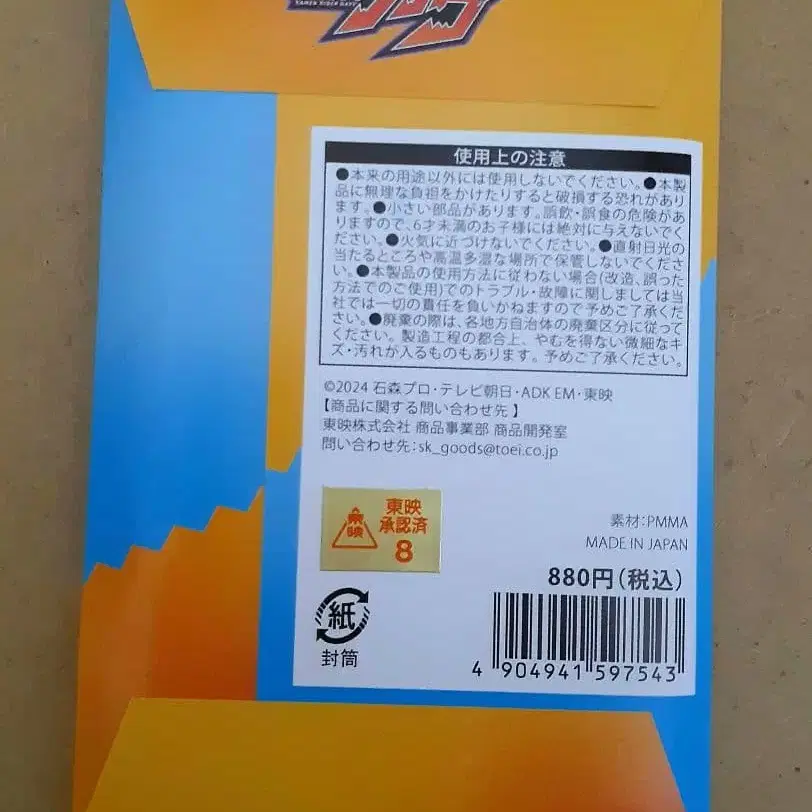 使用上の注意
●本来の用途以外には使用しないでください。●本製
品に無理な負担をかけたりすると破損する恐れがあり
ます。●小さい部品があります。誤飲・誤食の危険があ
りますので、6才未満のお子様には絶対に与えないでく
ださい。●火気に近づけないでください。●直射日光の
当たるところや高温多湿な場所で保管しないでくださ
い。●本製品の使用方法に従わない場合(改造、誤った
方法でのご使用)でのトラブル・故障に関しましては当
社では一切の責任を負いかねますので予めご了承くだ
さい。●廃棄の際は、各地方自治体の廃棄区分に従って
ください。製造工程の都合上、やむを得ない微細なキ
ズ・汚れが入るものもあります。予めご了承ください。
©2024 石森プロ・テレビ朝日・ADK EM・東映
【商品に関する問い合わせ先】
東映株式会社 商品事業部 商品開発室
問い合わせ先:sk_goods@toei.co.jp
東映
東映
承認済
8
素材:PMMA
MADE IN JAPAN
880円(税込)
紙
封筒
4 904941 597543